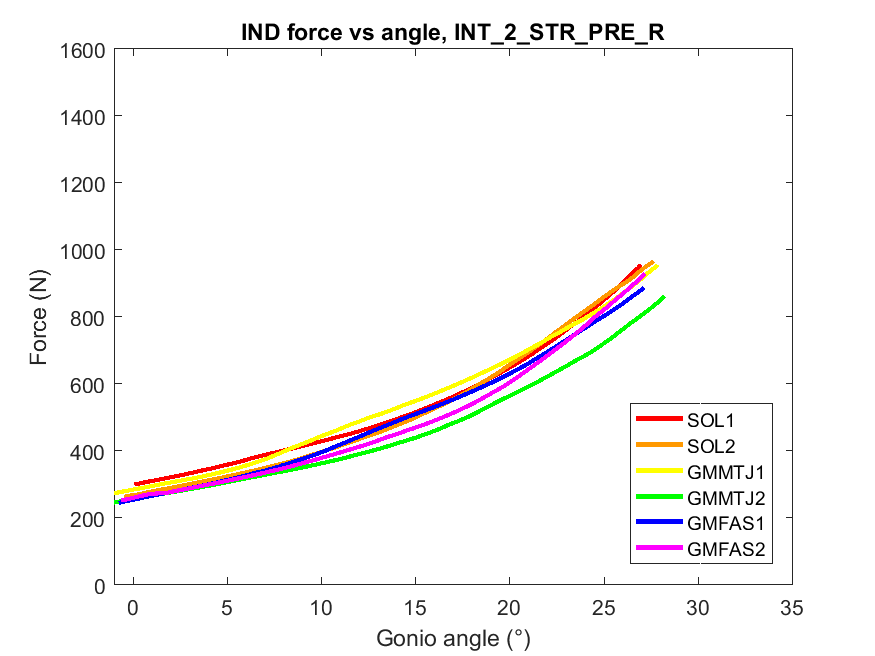 IND force vs angle, INT_2_STR_PRE_R
1600
1400
1200
1000
800
600
400
200
0
Force (N)
0 5 10 15 20 25 30 35
Gonio angle (°)
SOL1
SOL2
GMMTJ1
GMMTJ2
GMFAS1
GMFAS2